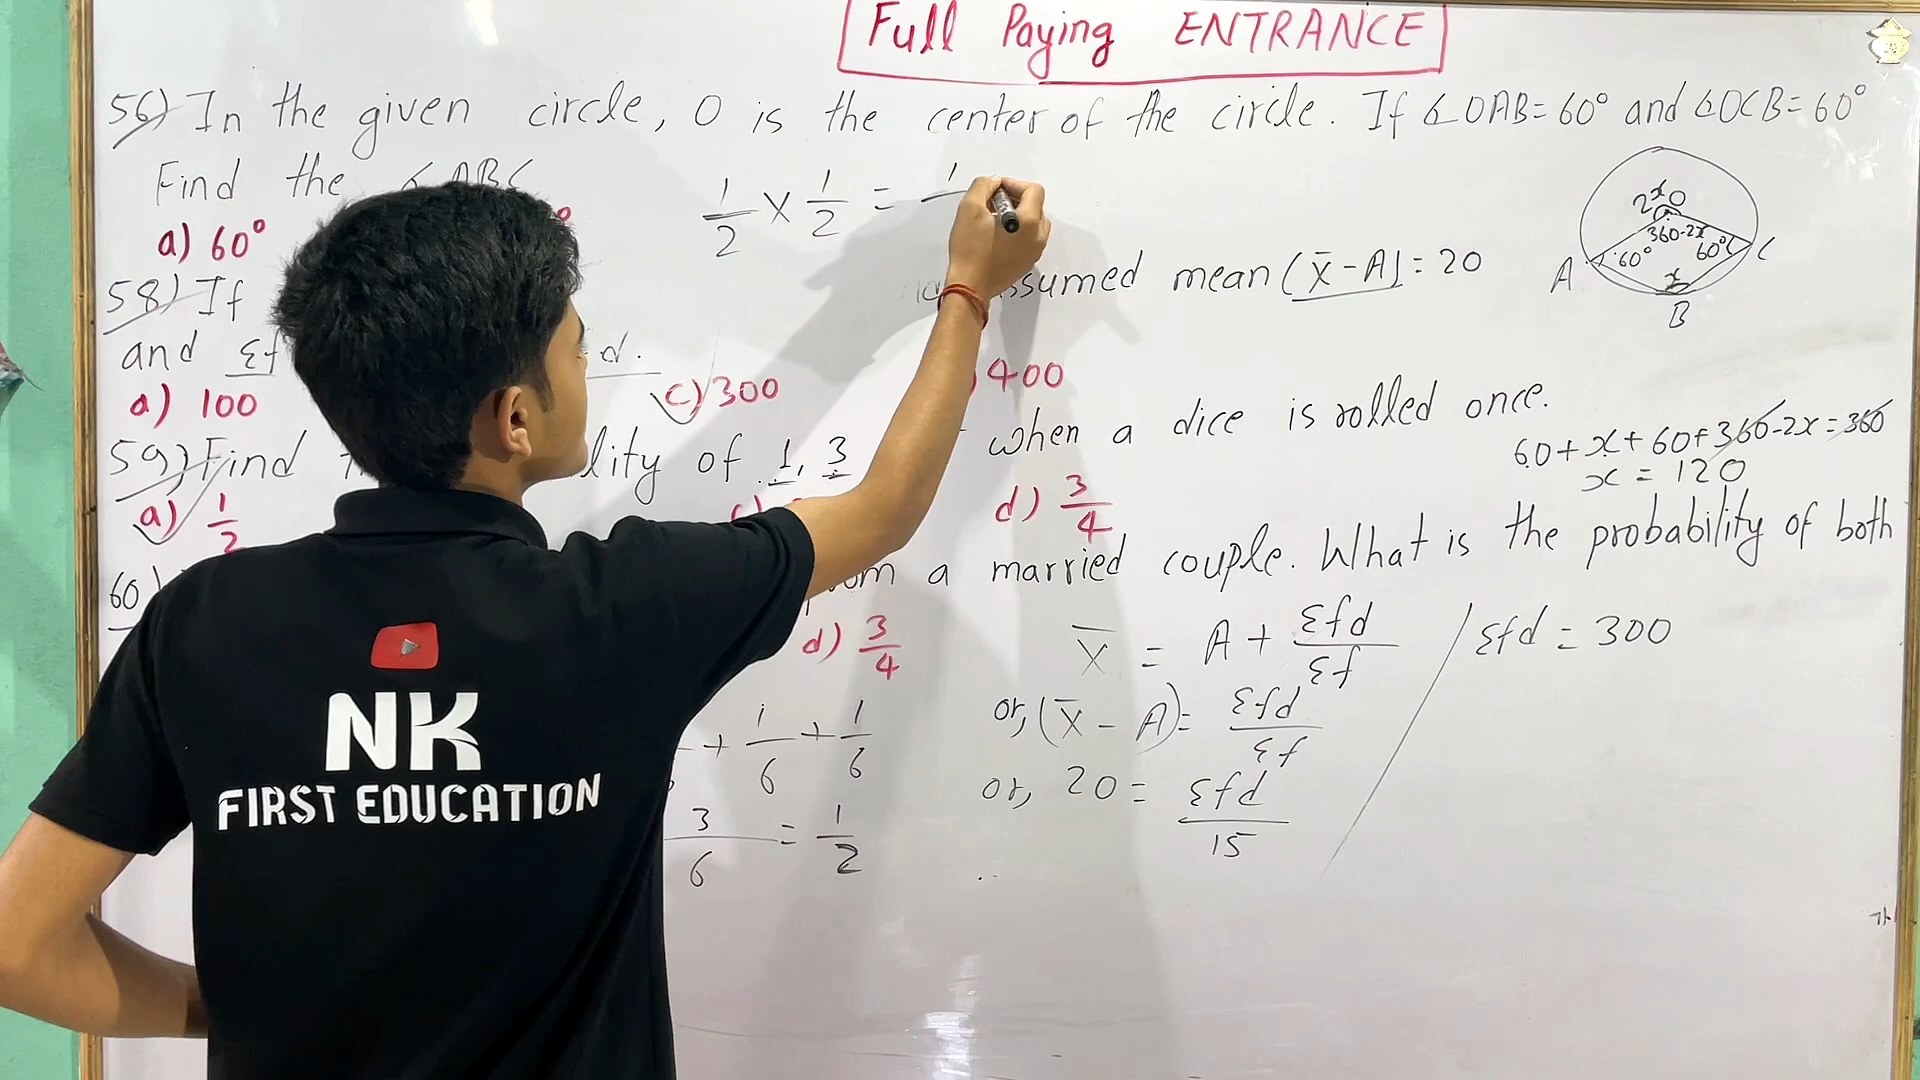 Full Paying ENTRANCE
56) In the given circle, O is the center of the circle. If ∠OAB=60° and ∠OCB=60°
Find the ∠ABC
a) 60°
1/2 × 1/2 = 1
2x O
360-2x
60° 60°
A x C
B
58) If assumed mean (x̄-A) = 20
and Σf d.
a) 100 c) 300 400
59) Find of 1, 3 when a dice is rolled once.
60+x+60+360-2x=360
x = 120
a) 1/2 d) 3/4
60) a married couple. What is the probability of both
d) 3/4
x̄ = A + Σfd/Σf
or, (x̄ - A) = Σfd/Σf
or, 20 = Σfd/15
Σfd = 300
+ 1/6 + 1/6
3/6 = 1/2
NK
FIRST EDUCATION